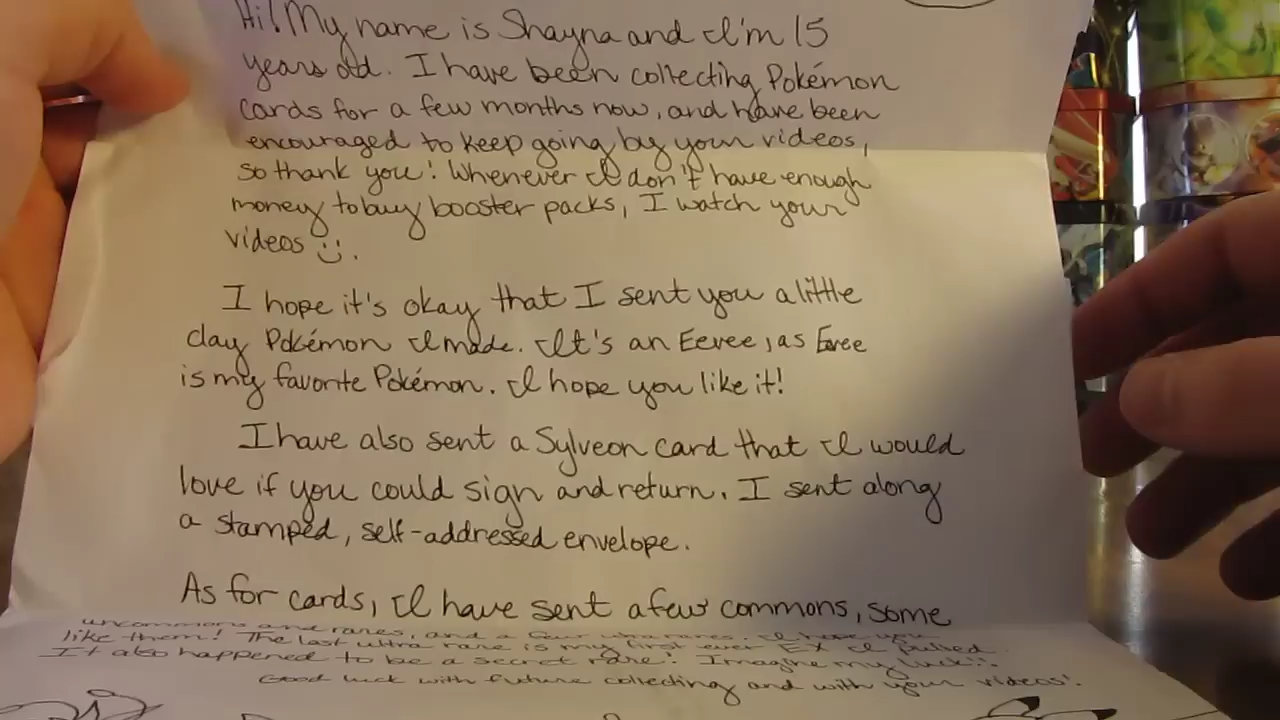 Hi! My name is Shayna and I'm 15
years old. I have been collecting Pokémon
cards for a few months now, and have been
encouraged to keep going by your videos,
so thank you! Whenever I don't have enough
money to buy booster packs, I watch your
videos :).
I hope it's okay that I sent you a little
clay Pokémon I made. It's an Eevee, as Eevee
is my favorite Pokémon. I hope you like it!
I have also sent a Sylveon card that I would
love if you could sign and return. I sent along
a stamped, self-addressed envelope.
As for cards, I have sent a few commons, some
uncommons and rares, and a few ultra rares. I hope you
like them! The last ultra rare is my first ever EX I pulled.
It also happened to be a secret rare! Imagine my luck!!
Good luck with future collecting and with your videos!